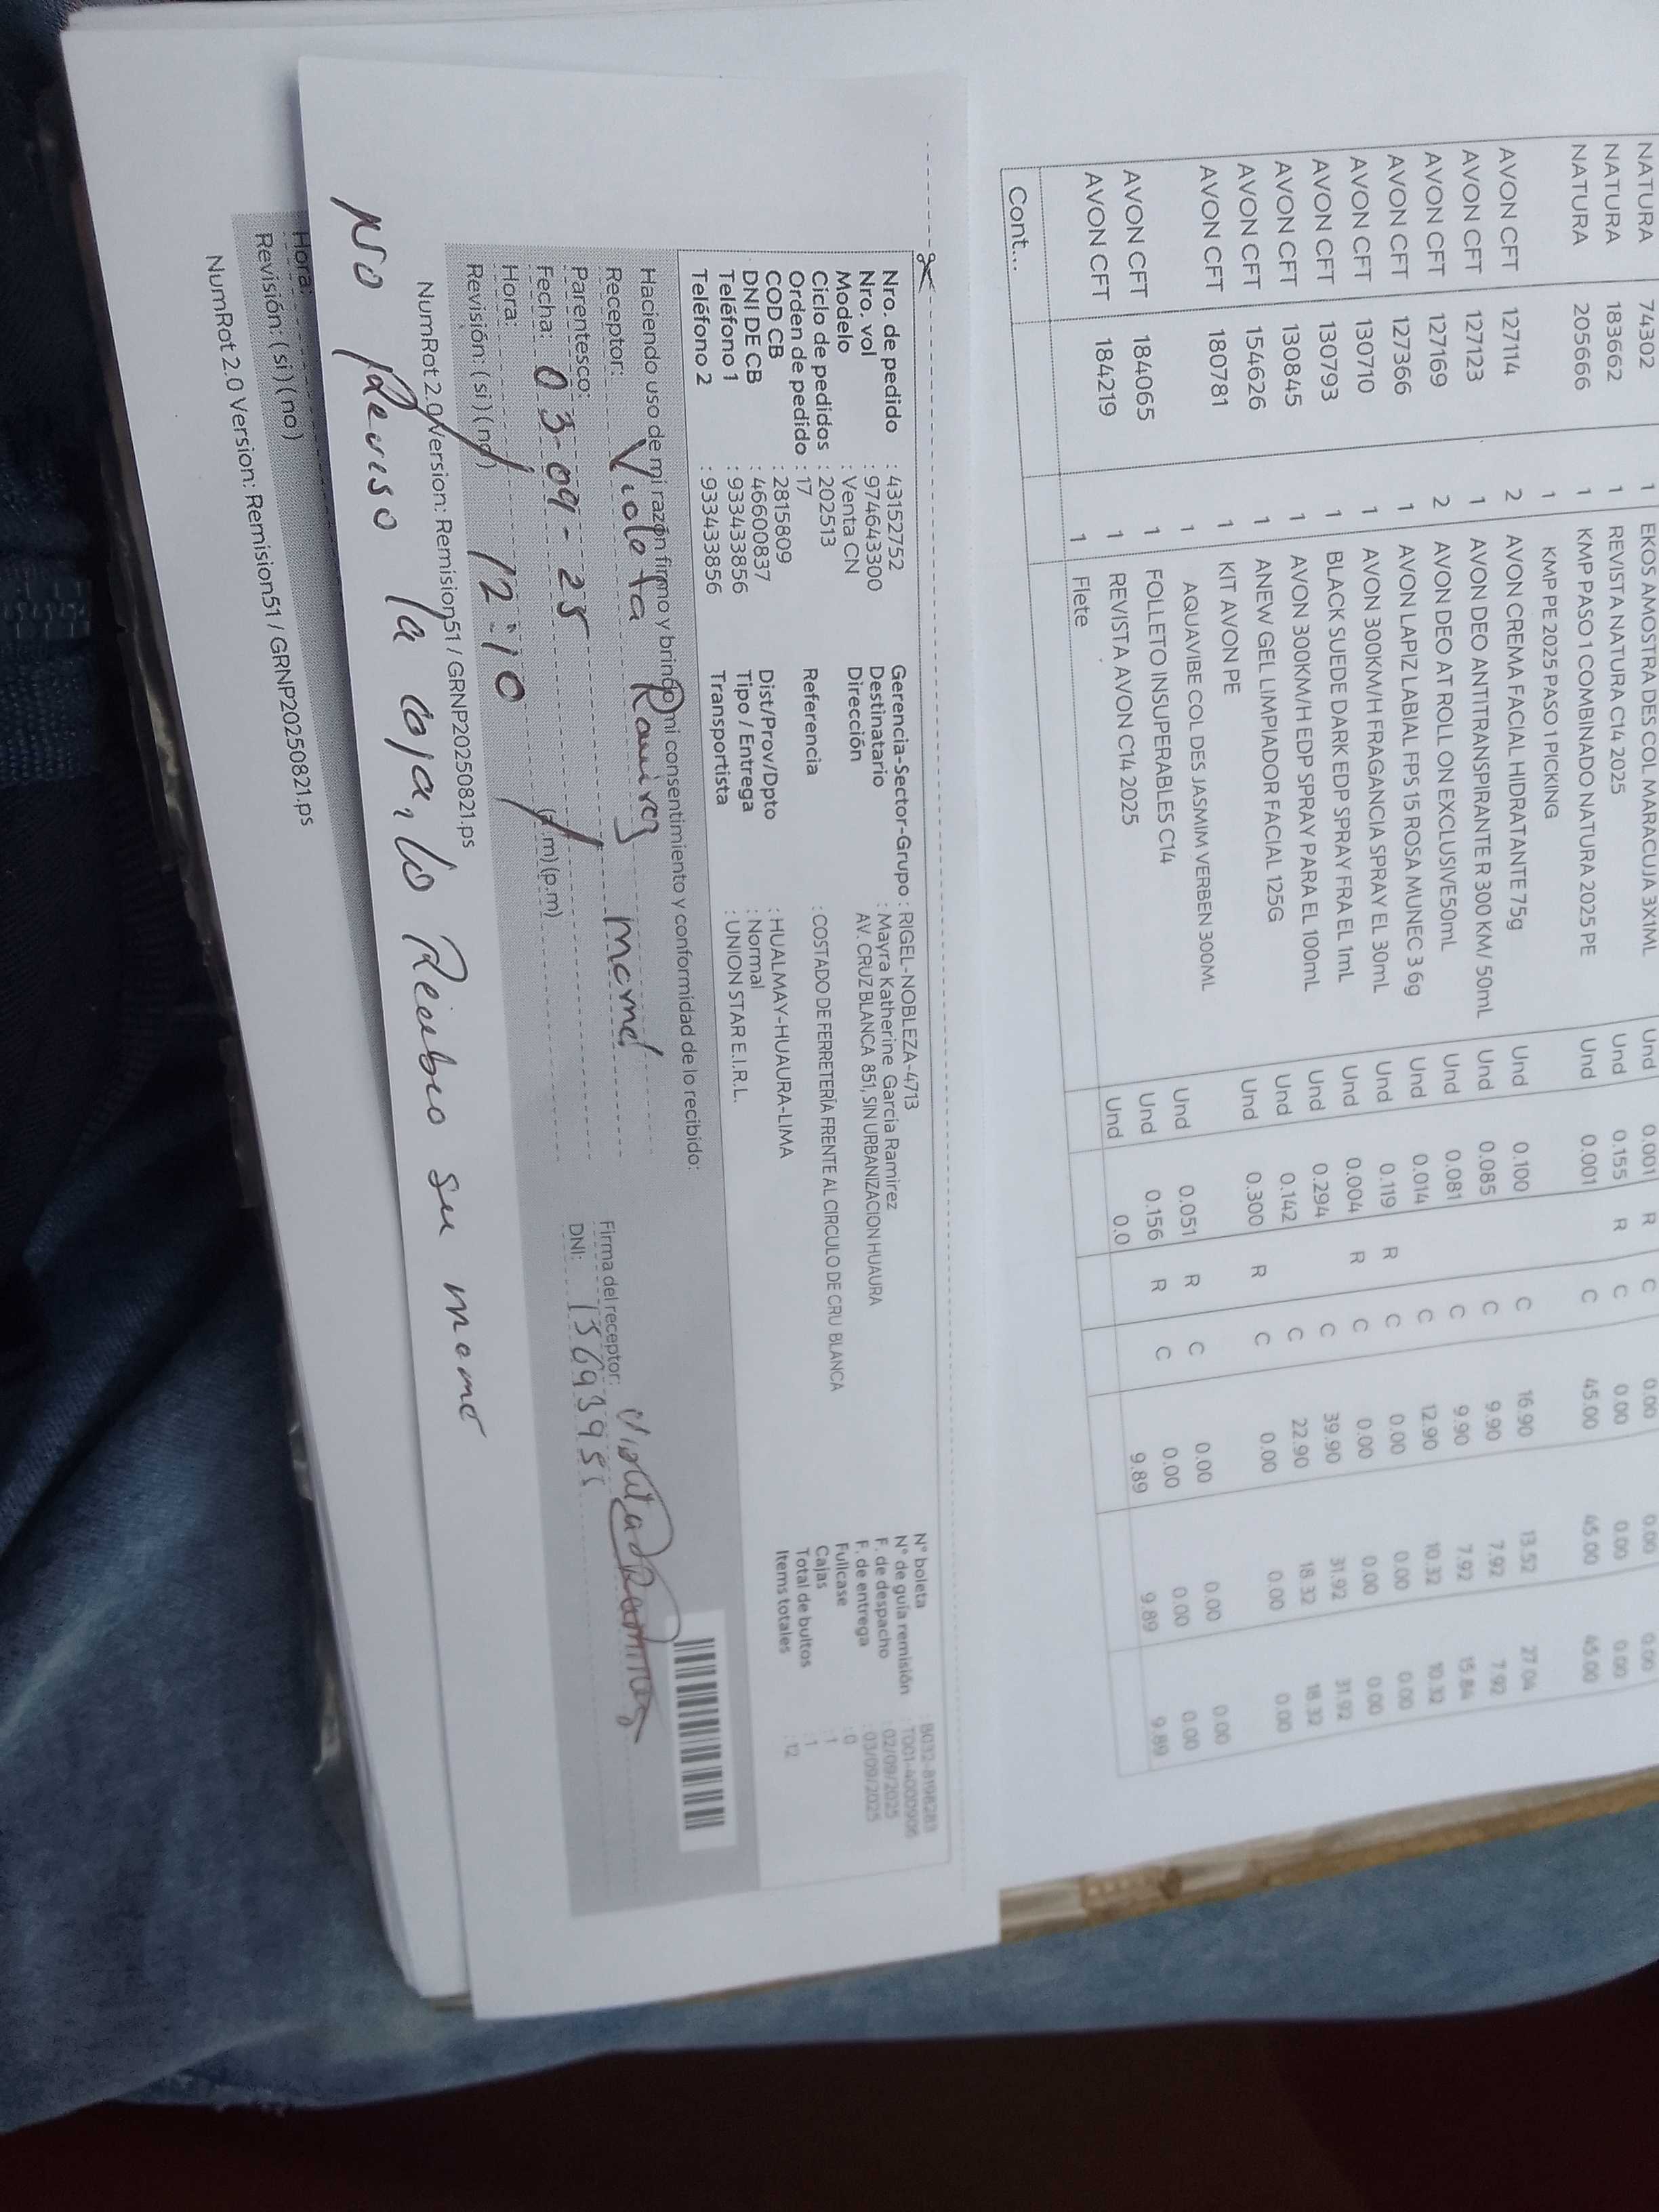 NATURA 74302 1 EKOS AMOSTRA DES COL MARACUJA 3X1ML Und 0.001 R C 0.00 0.00 0.00
NATURA 183662 1 REVISTA NATURA C14 2025 Und 0.155 R C 0.00 0.00 0.00
NATURA 205666 1 KMP PASO 1 COMBINADO NATURA 2025 PE Und 0.001 C 45.00 45.00 45.00
1 KMP PE 2025 PASO 1 PICKING
AVON CFT 127114 2 AVON CREMA FACIAL HIDRATANTE 75g Und 0.100 C 16.90 13.52 27.04
AVON CFT 127123 1 AVON DEO ANTITRANSPIRANTE R 300 KM/ 50mL Und 0.085 C 9.90 7.92 7.92
AVON CFT 127169 2 AVON DEO AT ROLL ON EXCLUSIVE50mL Und 0.081 C 9.90 7.92 15.84
AVON CFT 127366 1 AVON LAPIZ LABIAL FPS 15 ROSA MUNEC 3 6g Und 0.014 C 12.90 10.32 10.32
AVON CFT 130710 1 AVON 300KM/H FRAGANCIA SPRAY EL 30mL Und 0.119 R C 0.00 0.00 0.00
AVON CFT 130793 1 BLACK SUEDE DARK EDP SPRAY FRA EL 1mL Und 0.004 R C 0.00 0.00 0.00
AVON CFT 130845 1 AVON 300KM/H EDP SPRAY PARA EL 100mL Und 0.294 C 39.90 31.92 31.92
AVON CFT 154626 1 ANEW GEL LIMPIADOR FACIAL 125G Und 0.142 C 22.90 18.32 18.32
1 KIT AVON PE
AVON CFT 180781 1 AQUAVIBE COL DES JASMIM VERBEN 300ML Und 0.300 R C 0.00 0.00 0.00
AVON CFT 184065 1 FOLLETO INSUPERABLES C14 Und 0.051 R C 0.00 0.00 0.00
AVON CFT 184219 1 REVISTA AVON C14 2025 Und 0.156 R C 0.00 0.00 0.00
1 Flete Und 0.0 9.89 9.89 9.89
Cont...
Nro. de pedido : 43152752 Gerencia-Sector-Grupo : RIGEL-NOBLEZA-4713 N° boleta : B032-8198283
Nro. vol : 974643300 Destinatario : Mayra Katherine Garcia Ramirez N° de guía remisión : T001-4000906
Modelo : Venta CN Dirección AV. CRUZ BLANCA 851, SIN URBANIZACION HUAURA F. de despacho : 02/09/2025
Ciclo de pedidos : 202513 F. de entrega : 03/09/2025
Orden de pedido : 17 Referencia : COSTADO DE FERRETERÍA FRENTE AL CIRCULO DE CRU BLANCA Fullcase : 0
COD CB : 2815809 Cajas : 1
DNI DE CB : 46600837 Dist/Prov/Dpto : HUALMAY-HUAURA-LIMA Total de bultos : 1
Teléfono 1 : 933433856 Tipo / Entrega : Normal Items totales : 12
Teléfono 2 : 933433856 Transportista : UNION STAR E.I.R.L.
Haciendo uso de mi razón firmo y brindo mi consentimiento y conformidad de lo recibido:
Receptor: Violeta Ramirez Firma del receptor: Violeta Ramirez
Parentesco: mamá DNI:
Fecha: 03-09-25
Hora: 12:10 (a.m)(p.m)
Revisión: ( si ) ( no )
NumRot 2.0 Version: Remision51 / GRNP20250821.ps
No Reviso la caja, lo Recibio su mama
Hora:
Revisión: ( si ) ( no )
NumRot 2.0 Version: Remision51 / GRNP20250821.ps